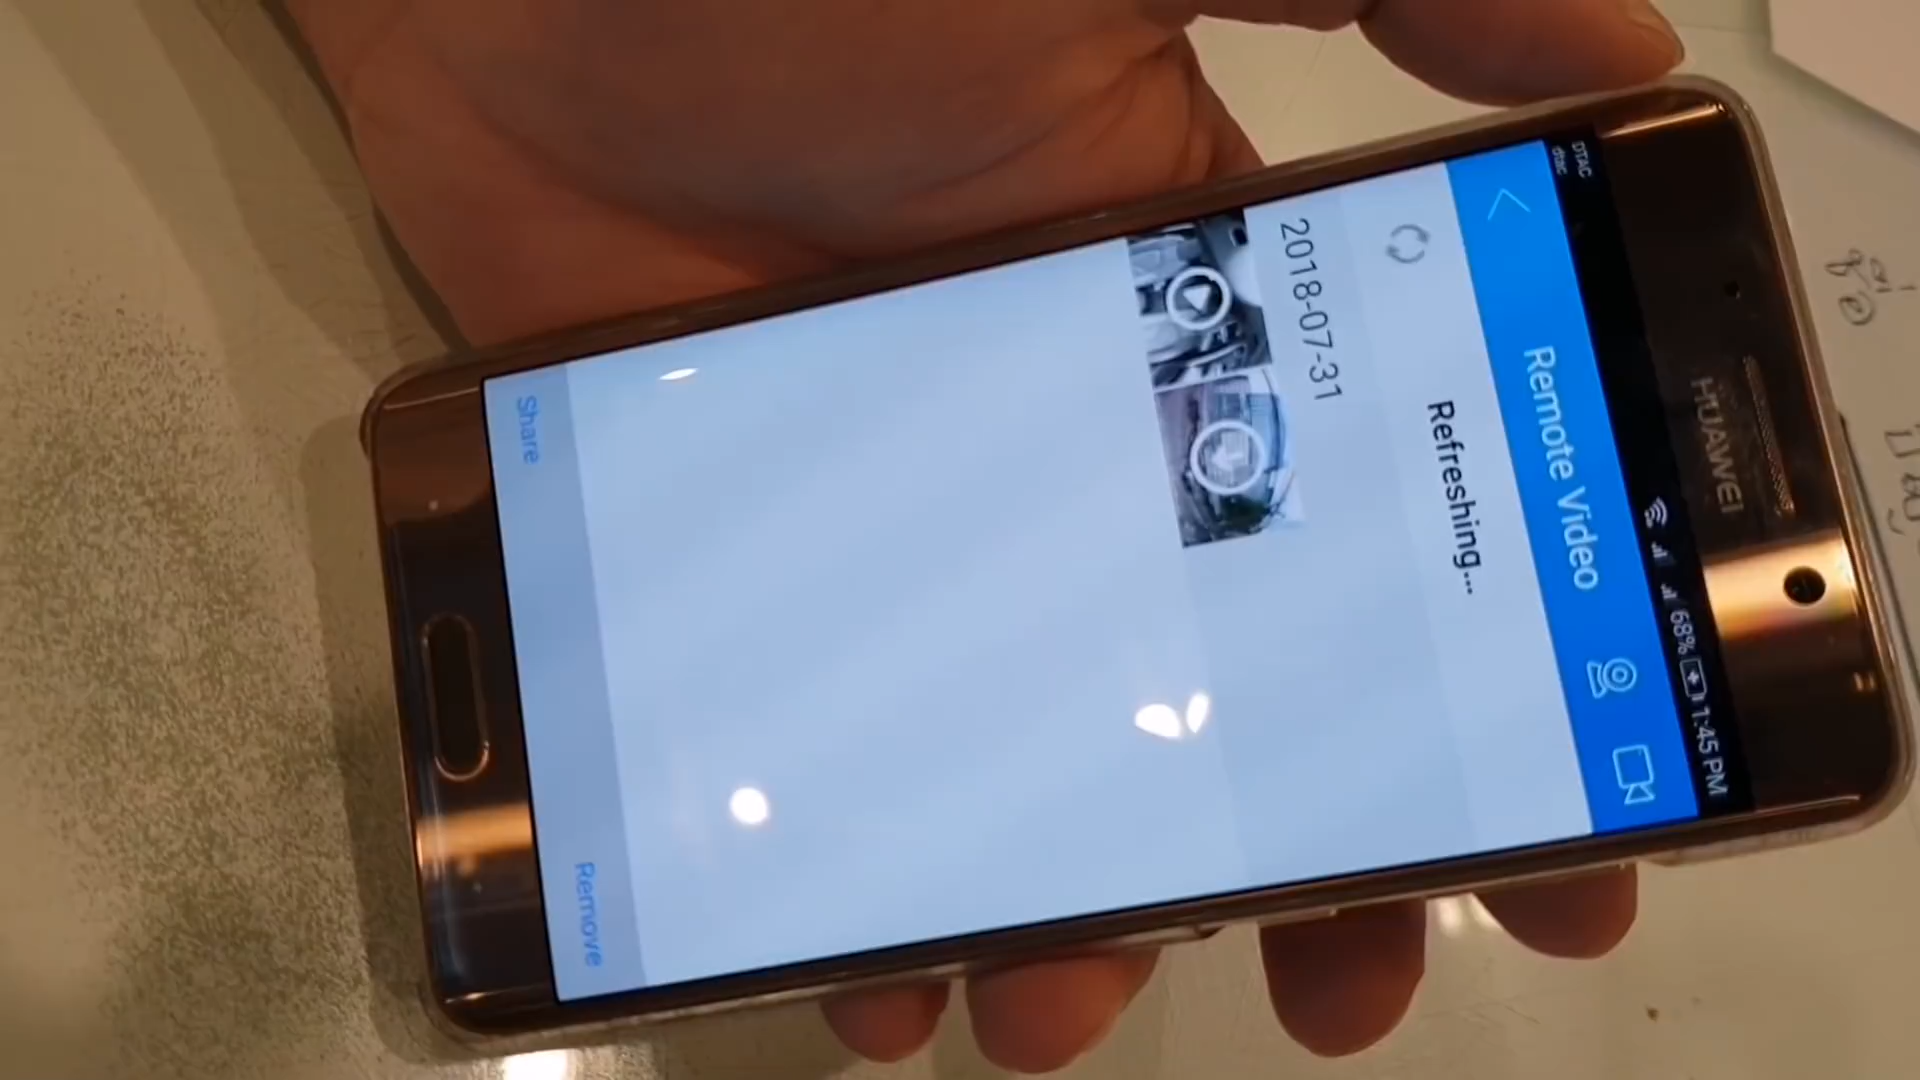 HUAWEI
DTAC
dtac
68% 1:45 PM
Remote Video
Refreshing...
2018-07-31
Share
Remove